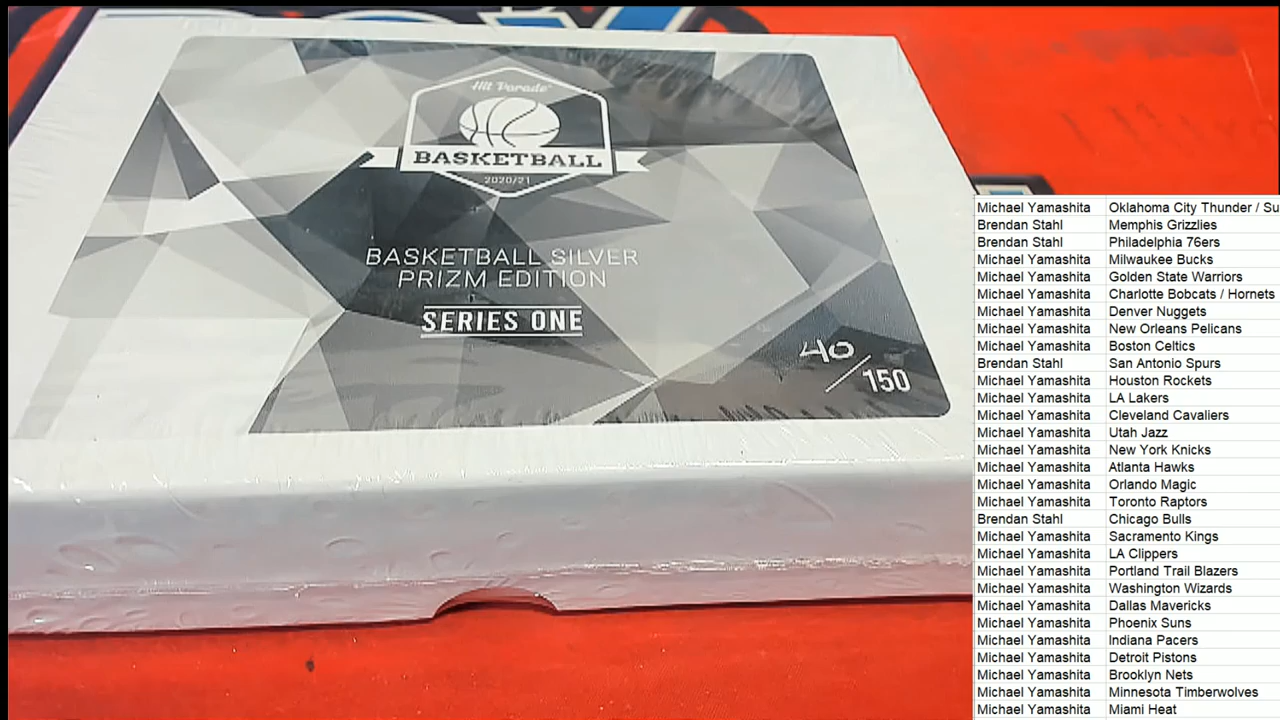 Hit Parade
BASKETBALL
2020/21
BASKETBALL SILVER
PRIZM EDITION
SERIES ONE
40/150
Michael Yamashita Oklahoma City Thunder / Su
Brendan Stahl Memphis Grizzlies
Brendan Stahl Philadelphia 76ers
Michael Yamashita Milwaukee Bucks
Michael Yamashita Golden State Warriors
Michael Yamashita Charlotte Bobcats / Hornets
Michael Yamashita Denver Nuggets
Michael Yamashita New Orleans Pelicans
Michael Yamashita Boston Celtics
Brendan Stahl San Antonio Spurs
Michael Yamashita Houston Rockets
Michael Yamashita LA Lakers
Michael Yamashita Cleveland Cavaliers
Michael Yamashita Utah Jazz
Michael Yamashita New York Knicks
Michael Yamashita Atlanta Hawks
Michael Yamashita Orlando Magic
Michael Yamashita Toronto Raptors
Brendan Stahl Chicago Bulls
Michael Yamashita Sacramento Kings
Michael Yamashita LA Clippers
Michael Yamashita Portland Trail Blazers
Michael Yamashita Washington Wizards
Michael Yamashita Dallas Mavericks
Michael Yamashita Phoenix Suns
Michael Yamashita Indiana Pacers
Michael Yamashita Detroit Pistons
Michael Yamashita Brooklyn Nets
Michael Yamashita Minnesota Timberwolves
Michael Yamashita Miami Heat